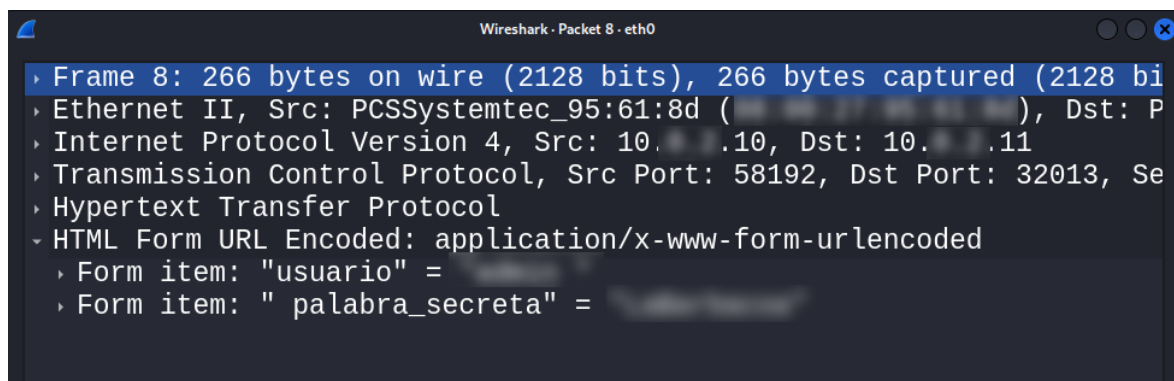 Wireshark · Packet 8 · eth0
Frame 8: 266 bytes on wire (2128 bits), 266 bytes captured (2128 bi
Ethernet II, Src: PCSSystemtec_95:61:8d ( ), Dst: P
Internet Protocol Version 4, Src: 10. .10, Dst: 10. .11
Transmission Control Protocol, Src Port: 58192, Dst Port: 32013, Se
Hypertext Transfer Protocol
HTML Form URL Encoded: application/x-www-form-urlencoded
Form item: "usuario" =
Form item: " palabra_secreta" =